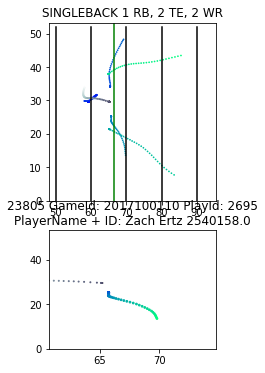 SINGLEBACK 1 RB, 2 TE, 2 WR
50
40
30
20
10
0
50 60 70 80 90
23805 GameId: 2017100110 PlayId: 2695
PlayerName + ID: Zach Ertz 2540158.0
40
20
0
65 70